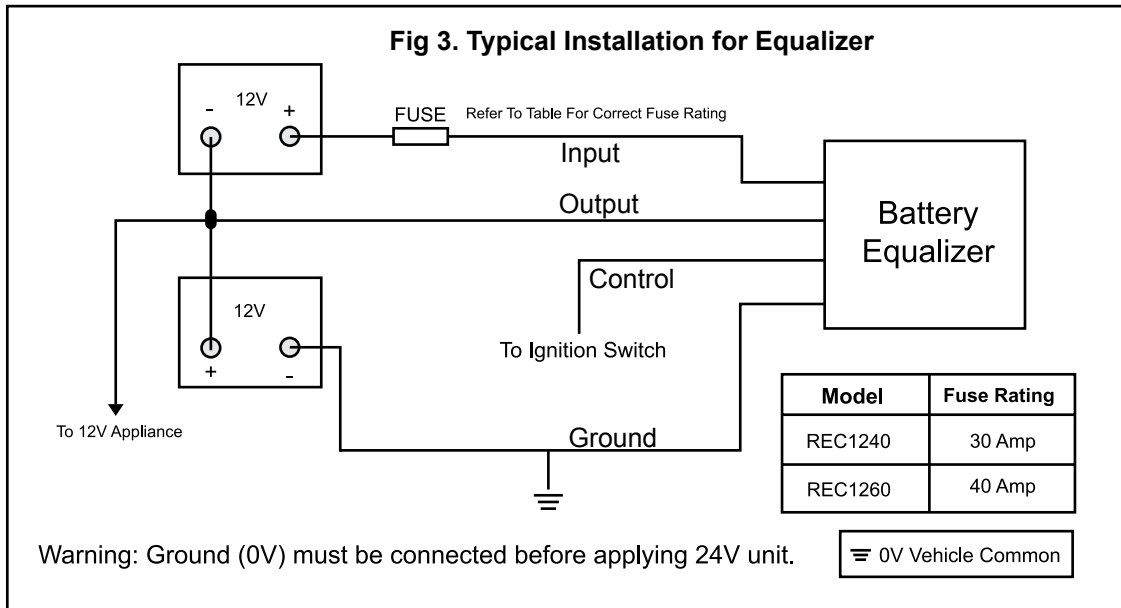 Fig 3. Typical Installation for Equalizer
12V
- +
FUSE
Refer To Table For Correct Fuse Rating
Input
Output
Battery
Equalizer
Control
12V
To Ignition Switch
+ -
To 12V Appliance
Ground
Model Fuse Rating
REC1240 30 Amp
REC1260 40 Amp
Warning: Ground (0V) must be connected before applying 24V unit.
0V Vehicle Common